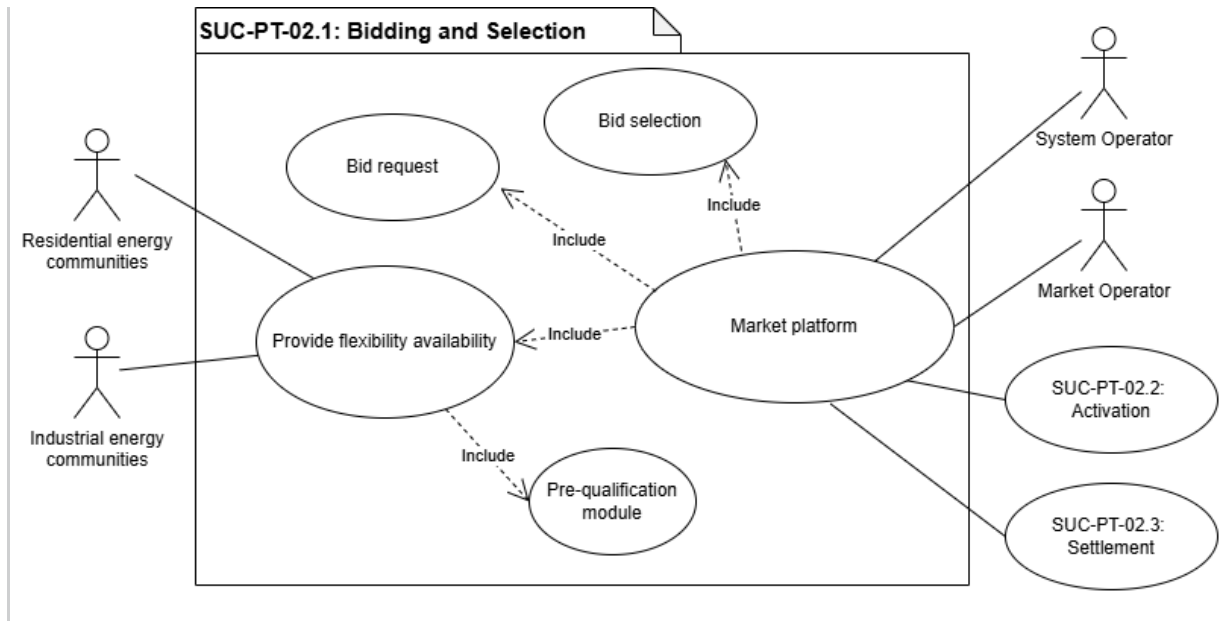 SUC-PT-02.1: Bidding and Selection
Bid selection
System Operator
Bid request
Include
Residential energy
communities
Include
Market Operator
Provide flexibility availability
Include
Market platform
SUC-PT-02.2:
Activation
Industrial energy
communities
Include
Pre-qualification
module
SUC-PT-02.3:
Settlement